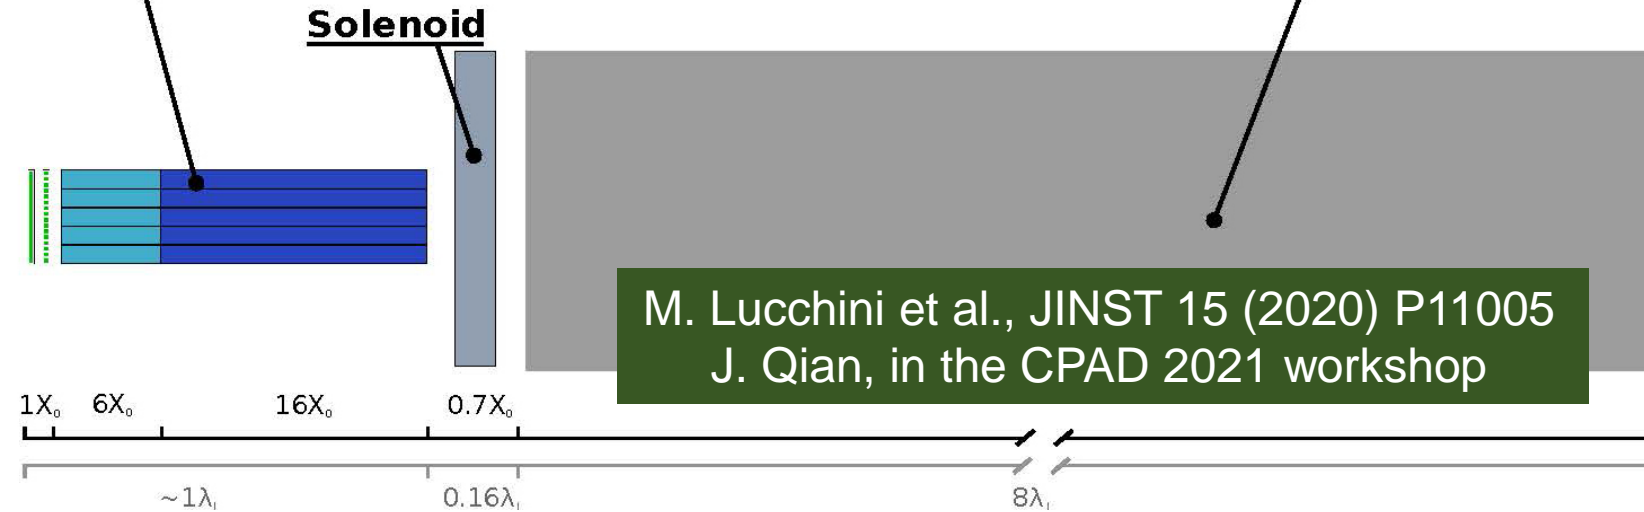 Solenoid
M. Lucchini et al., JINST 15 (2020) P11005
J. Qian, in the CPAD 2021 workshop
1X₀ 6X₀ 16X₀ 0.7X₀
~1λI 0.16λI 8λI